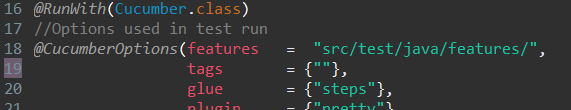 16 @RunWith(Cucumber.class)
17 //Options used in test run
18 @CucumberOptions(features = "src/test/java/features/",
19 tags = {""},
20 glue = {"steps"},
21 plugin = {"pretty"}